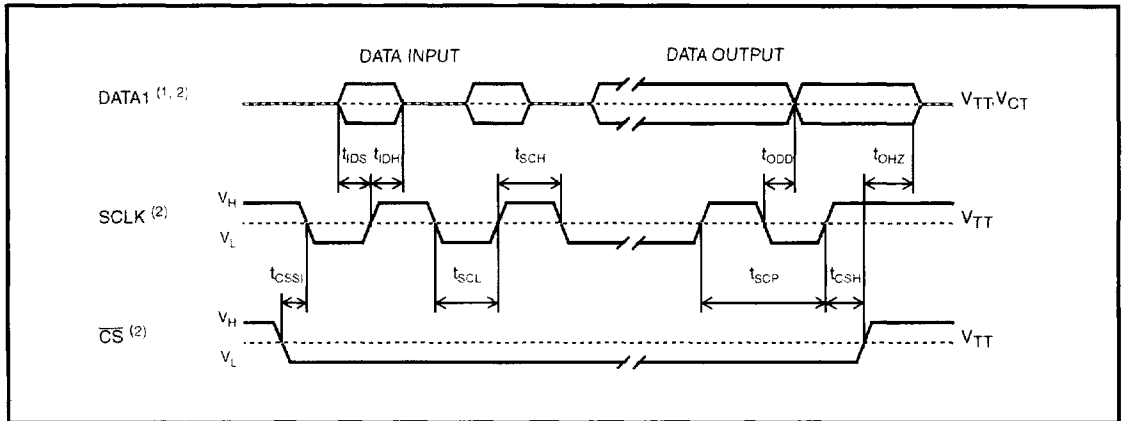 DATA INPUT DATA OUTPUT
DATA1 (1, 2) VTT,VCT
tIDS tIDH tSCH tODD tOHZ
VH
SCLK (2) VTT
VL
tCSSI tSCL tSCP tCSH
VH
CS (2) VTT
VL